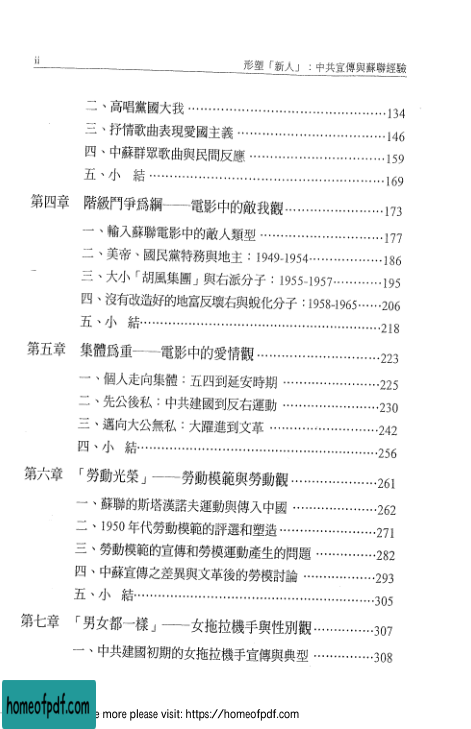 ii
形塑「新人」：中共宣傳與蘇聯經驗
二、高唱黨國大我⋯⋯⋯⋯⋯⋯⋯⋯⋯⋯⋯⋯134
三、抒情歌曲表現愛國主義⋯⋯⋯⋯⋯⋯⋯⋯⋯⋯146
四、中蘇群眾歌曲與民間反應⋯⋯⋯⋯⋯⋯⋯⋯⋯159
五、小　結⋯⋯⋯⋯⋯⋯⋯⋯⋯⋯⋯⋯⋯⋯169
第四章　階級鬥爭爲綱——電影中的敵我觀⋯⋯⋯⋯⋯⋯173
一、輸入蘇聯電影中的敵人類型⋯⋯⋯⋯⋯⋯⋯⋯177
二、美帝、國民黨特務與地主：1949-1954⋯⋯⋯⋯186
三、大小「胡風集團」與右派分子：1955-1957⋯⋯⋯⋯195
四、沒有改造好的地富反壞右與蛻化分子：1958-1965⋯⋯206
五、小　結⋯⋯⋯⋯⋯⋯⋯⋯⋯⋯⋯⋯⋯⋯218
第五章　集體爲重——電影中的愛情觀⋯⋯⋯⋯⋯⋯⋯⋯223
一、個人走向集體：五四到延安時期⋯⋯⋯⋯⋯⋯225
二、先公後私：中共建國到反右運動⋯⋯⋯⋯⋯⋯230
三、邁向大公無私：大躍進到文革⋯⋯⋯⋯⋯⋯⋯242
四、小　結⋯⋯⋯⋯⋯⋯⋯⋯⋯⋯⋯⋯⋯⋯256
第六章　「勞動光榮」——勞動模範與勞動觀⋯⋯⋯⋯⋯⋯261
一、蘇聯的斯塔漢諾夫運動與傳入中國⋯⋯⋯⋯⋯262
二、1950年代勞動模範的評選和塑造⋯⋯⋯⋯⋯⋯271
三、勞動模範的宣傳和勞模運動產生的問題⋯⋯⋯⋯282
四、中蘇宣傳之差異與文革後的勞模討論⋯⋯⋯⋯293
五、小　結⋯⋯⋯⋯⋯⋯⋯⋯⋯⋯⋯⋯⋯⋯305
第七章　「男女都一樣」——女拖拉機手與性別觀⋯⋯⋯⋯307
一、中共建國初期的女拖拉機手宣傳與典型⋯⋯⋯⋯308
homeofpdf.com
e more please visit: https://homeofpdf.com